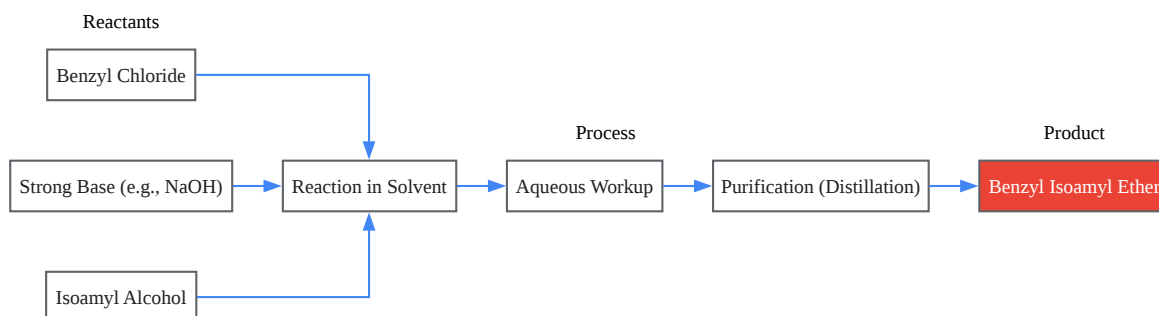 Reactants
Benzyl Chloride
Process
Product
Strong Base (e.g., NaOH)
Reaction in Solvent
Aqueous Workup
Purification (Distillation)
Benzyl Isoamyl Ether
Isoamyl Alcohol